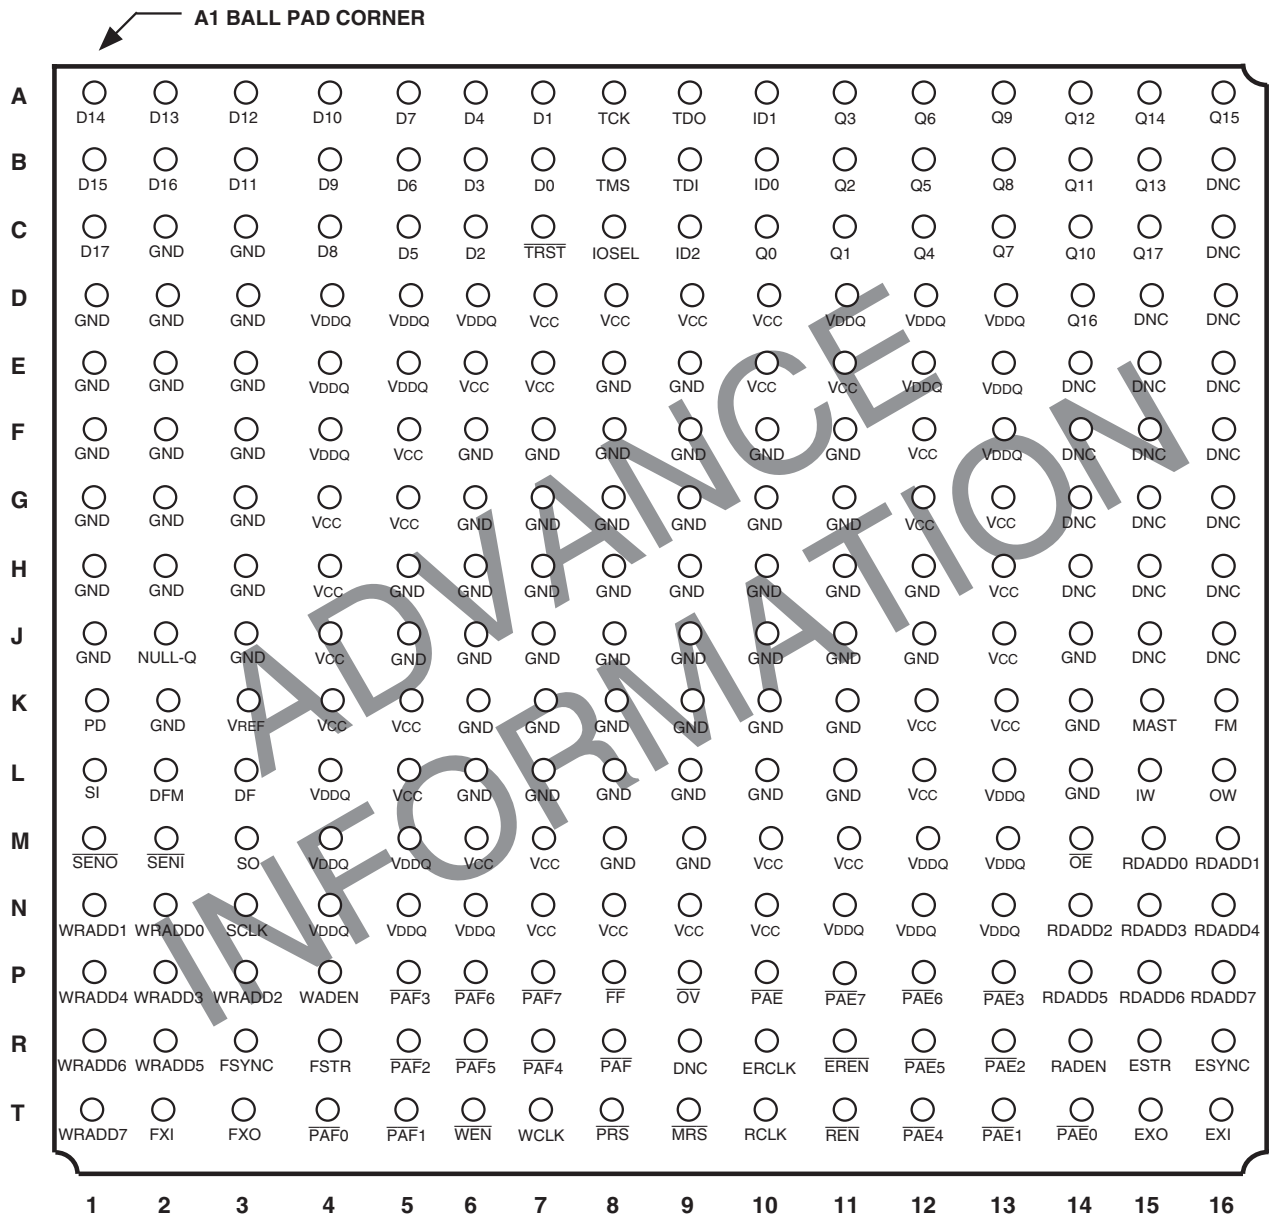 A1 BALL PAD CORNER
A
D14 D13 D12 D10 D7 D4 D1 TCK TDO ID1 Q3 Q6 Q9 Q12 Q14 Q15
B
D15 D16 D11 D9 D6 D3 D0 TMS TDI ID0 Q2 Q5 Q8 Q11 Q13 DNC
C
D17 GND GND D8 D5 D2 TRST IOSEL ID2 Q0 Q1 Q4 Q7 Q10 Q17 DNC
D
GND GND GND VDDQ VDDQ VDDQ VCC VCC VCC VCC VDDQ VDDQ VDDQ Q16 DNC DNC
E
GND GND GND VDDQ VDDQ VCC VCC GND GND VCC VCC VDDQ VDDQ DNC DNC DNC
F
GND GND GND VDDQ VCC GND GND GND GND GND GND VCC VDDQ DNC DNC DNC
G
GND GND GND VCC VCC GND GND GND GND GND GND VCC VCC DNC DNC DNC
H
GND GND GND VCC GND GND GND GND GND GND GND GND VCC DNC DNC DNC
J
GND NULL-Q GND VCC GND GND GND GND GND GND GND GND VCC GND DNC DNC
K
PD GND VREF VCC VCC GND GND GND GND GND GND VCC VCC GND MAST FM
L
SI DFM DF VDDQ VCC GND GND GND GND GND GND VCC VDDQ GND IW OW
M
SENO SENI SO VDDQ VDDQ VCC VCC GND GND VCC VCC VDDQ VDDQ OE RDADD0 RDADD1
N
WRADD1 WRADD0 SCLK VDDQ VDDQ VDDQ VCC VCC VCC VCC VDDQ VDDQ VDDQ RDADD2 RDADD3 RDADD4
P
WRADD4 WRADD3 WRADD2 WADEN PAF3 PAF6 PAF7 FF OV PAE PAE7 PAE6 PAE3 RDADD5 RDADD6 RDADD7
R
WRADD6 WRADD5 FSYNC FSTR PAF2 PAF5 PAF4 PAF DNC ERCLK EREN PAE5 PAE2 RADEN ESTR ESYNC
T
WRADD7 FXI FXO PAF0 PAF1 WEN WCLK PRS MRS RCLK REN PAE4 PAE1 PAE0 EXO EXI
1 2 3 4 5 6 7 8 9 10 11 12 13 14 15 16
ADVANCE
INFORMATION